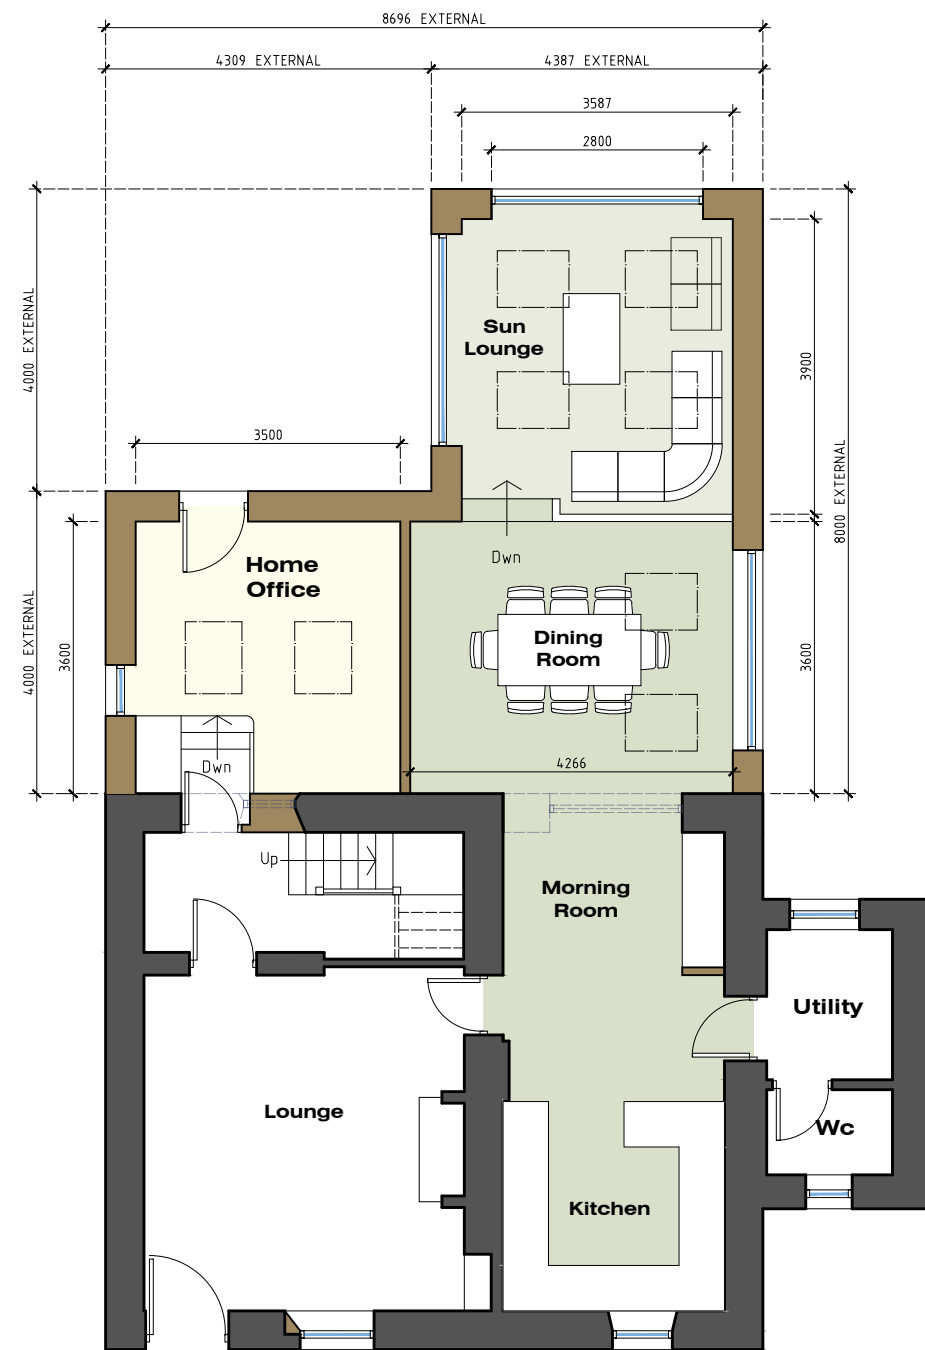 8696 EXTERNAL
4309 EXTERNAL
4387 EXTERNAL
3587
2800
4000 EXTERNAL
Sun
Lounge
3900
3500
8000 EXTERNAL
Dwn
Home
Office
4000 EXTERNAL
3600
Dining
Room
3600
Dwn
4266
Up
Morning
Room
Utility
Lounge
Wc
Kitchen